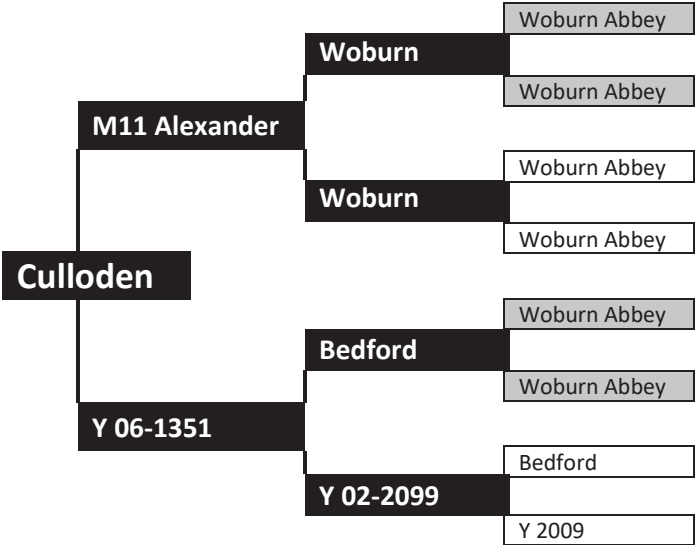 Woburn Abbey
Woburn
Woburn Abbey
M11 Alexander
Woburn Abbey
Woburn
Woburn Abbey
Culloden
Woburn Abbey
Bedford
Woburn Abbey
Y 06-1351
Bedford
Y 02-2099
Y 2009